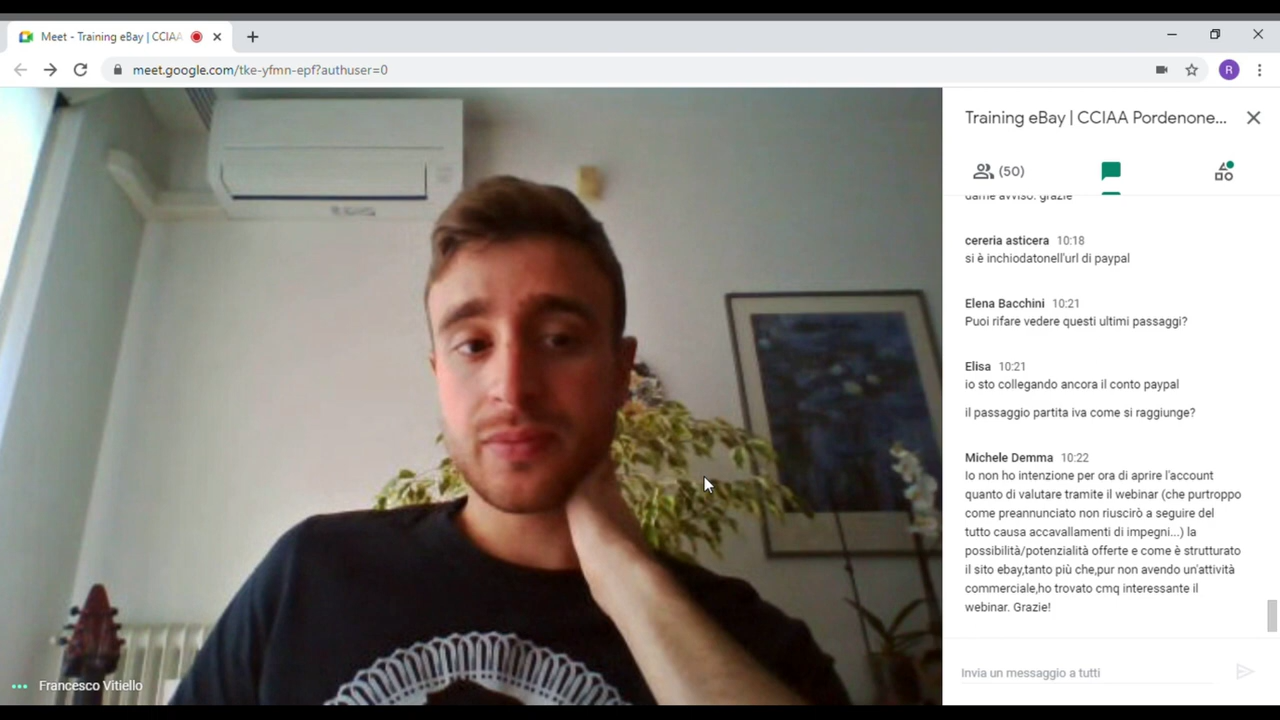 Meet - Training eBay | CCIAA
meet.google.com/tke-yfmn-epf?authuser=0
R
Training eBay | CCIAA Pordenone...
(50)
darne avviso. grazie
cereria asticera 10:18
si è inchiodatonell'url di paypal
Elena Bacchini 10:21
Puoi rifare vedere questi ultimi passaggi?
Elisa 10:21
io sto collegando ancora il conto paypal
il passaggio partita iva come si raggiunge?
Michele Demma 10:22
Io non ho intenzione per ora di aprire l'account
quanto di valutare tramite il webinar (che purtroppo
come preannunciato non riuscirò a seguire del
tutto causa accavallamenti di impegni...) la
possibilità/potenzialità offerte e come è strutturato
il sito ebay,tanto più che,pur non avendo un'attività
commerciale,ho trovato cmq interessante il
webinar. Grazie!
Invia un messaggio a tutti
Francesco Vitiello